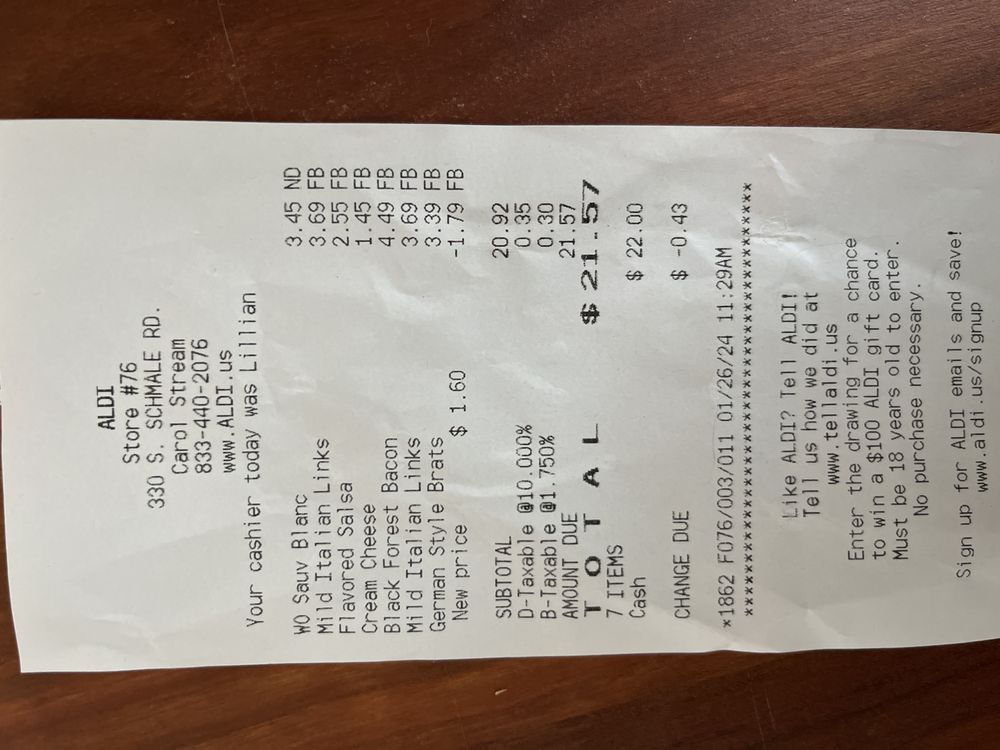 ALDI
Store #76
330 S. SCHMALE RD.
Carol Stream
833-440-2076
www.ALDI.us
Your cashier today was Lillian
WO Sauv Blanc 3.45 ND
Mild Italian Links 3.69 FB
Flavored Salsa 2.55 FB
Cream Cheese 1.45 FB
Black Forest Bacon 4.49 FB
Mild Italian Links 3.69 FB
German Style Brats 3.39 FB
New price $ 1.60 -1.79 FB
SUBTOTAL 20.92
D-Taxable @10.000% 0.35
B-Taxable @1.750% 0.30
AMOUNT DUE 21.57
T O T A L $ 21.57
7 ITEMS
Cash $ 22.00
CHANGE DUE $ -0.43
*1862 F076/003/011 01/26/24 11:29AM
****************************************
Like ALDI? Tell ALDI!
Tell us how we did at
www.tellaldi.us
Enter the drawing for a chance
to win a $100 ALDI gift card.
Must be 18 years old to enter.
No purchase necessary.
Sign up for ALDI emails and save!
www.aldi.us/signup